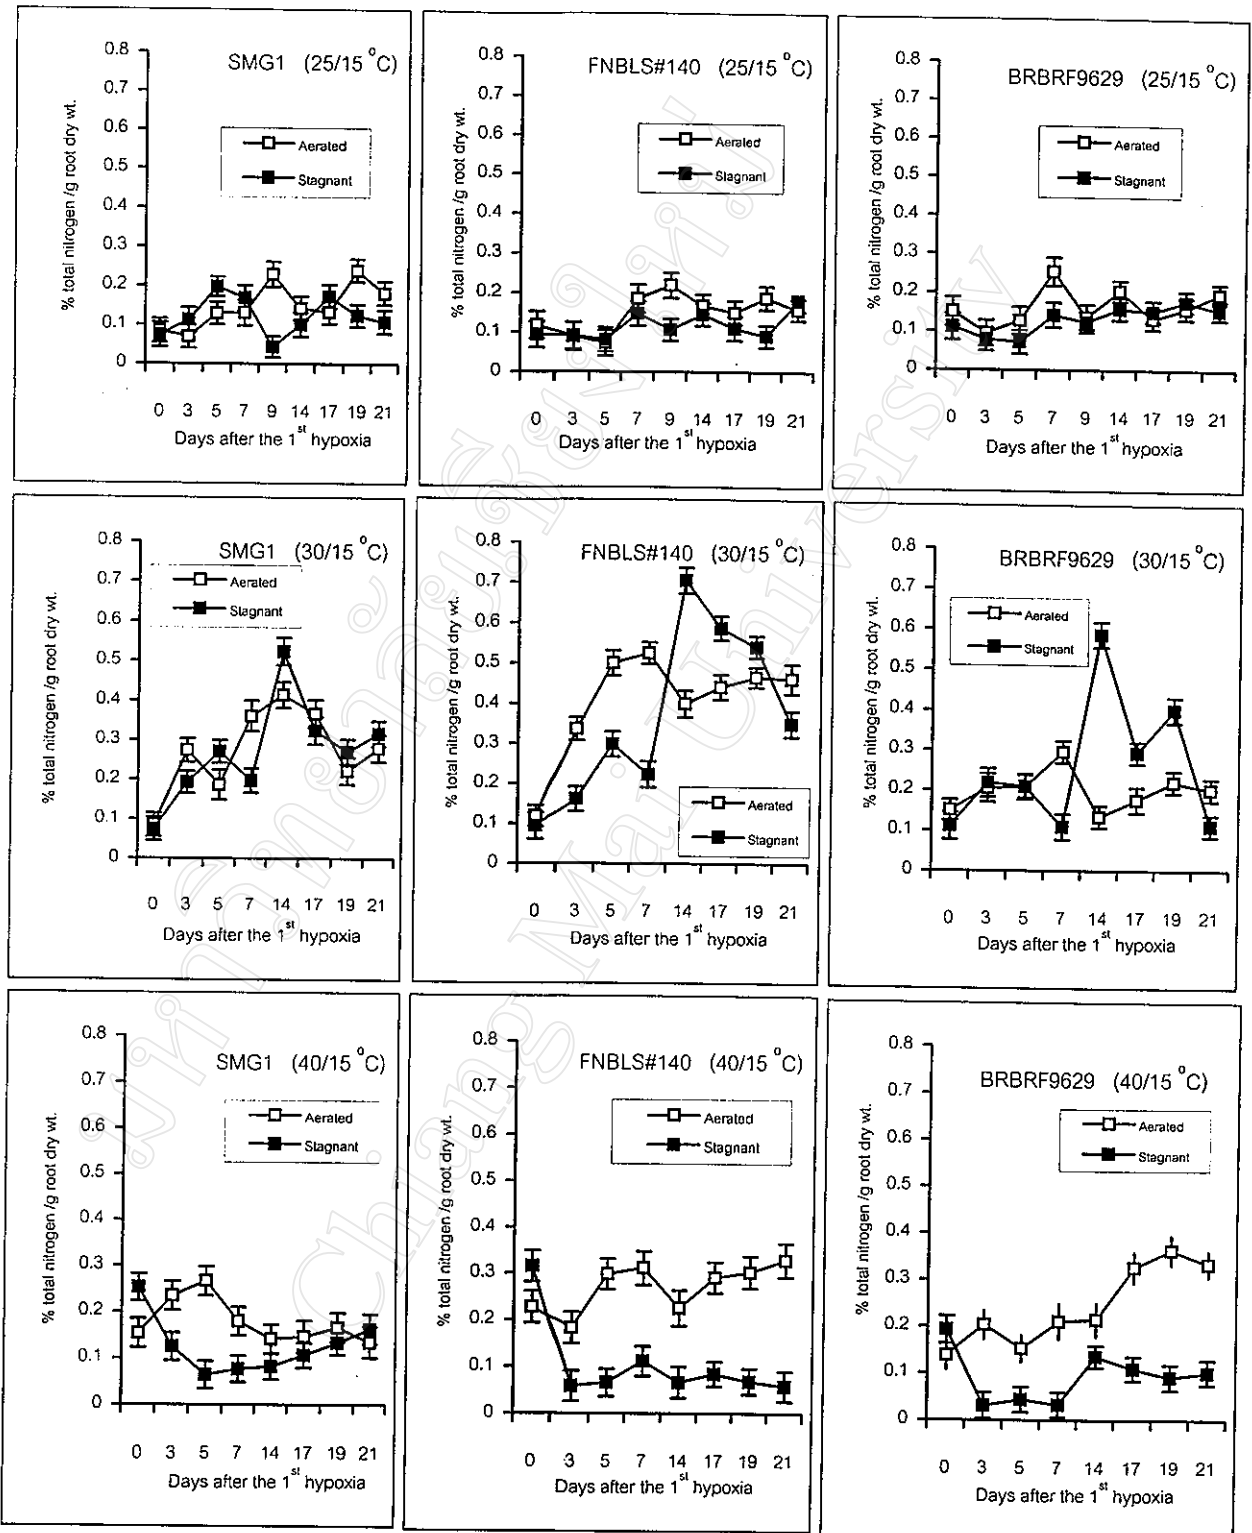 SMG1 (25/15 °C)
% total nitrogen /g root dry wt.
0.8
0.7
0.6
0.5
0.4
0.3
0.2
0.1
0
Aerated
Stagnant
0 3 5 7 9 14 17 19 21
Days after the 1st hypoxia
FNBLS#140 (25/15 °C)
% total nitrogen /g root dry wt.
0.8
0.7
0.6
0.5
0.4
0.3
0.2
0.1
0
Aerated
Stagnant
0 3 5 7 9 14 17 19 21
Days after the 1st hypoxia
BRBRF9629 (25/15 °C)
% total nitrogen /g root dry wt.
0.8
0.7
0.6
0.5
0.4
0.3
0.2
0.1
0
Aerated
Stagnant
0 3 5 7 9 14 17 19 21
Days after the 1st hypoxia
SMG1 (30/15 °C)
% total nitrogen /g root dry wt.
0.8
0.7
0.6
0.5
0.4
0.3
0.2
0.1
0
Aerated
Stagnant
0 3 5 7 14 17 19 21
Days after the 1st hypoxia
FNBLS#140 (30/15 °C)
% total nitrogen /g root dry wt.
0.8
0.7
0.6
0.5
0.4
0.3
0.2
0.1
0
Aerated
Stagnant
0 3 5 7 14 17 19 21
Days after the 1st hypoxia
BRBRF9629 (30/15 °C)
% total nitrogen /g root dry wt.
0.8
0.7
0.6
0.5
0.4
0.3
0.2
0.1
0
Aerated
Stagnant
0 3 5 7 14 17 19 21
Days after the 1st hypoxia
SMG1 (40/15 °C)
% total nitrogen /g root dry wt.
0.8
0.7
0.6
0.5
0.4
0.3
0.2
0.1
0
Aerated
Stagnant
0 3 5 7 14 17 19 21
Days after the 1st hypoxia
FNBLS#140 (40/15 °C)
% total nitrogen /g root dry wt.
0.8
0.7
0.6
0.5
0.4
0.3
0.2
0.1
0
Aerated
Stagnant
0 3 5 7 14 17 19 21
Days after the 1st hypoxia
BRBRF9629 (40/15 °C)
% total nitrogen /g root dry wt.
0.8
0.7
0.6
0.5
0.4
0.3
0.2
0.1
0
Aerated
Stagnant
0 3 5 7 14 17 19 21
Days after the 1st hypoxia
มหาวิทยาลัยเชียงใหม่
Chiang Mai University